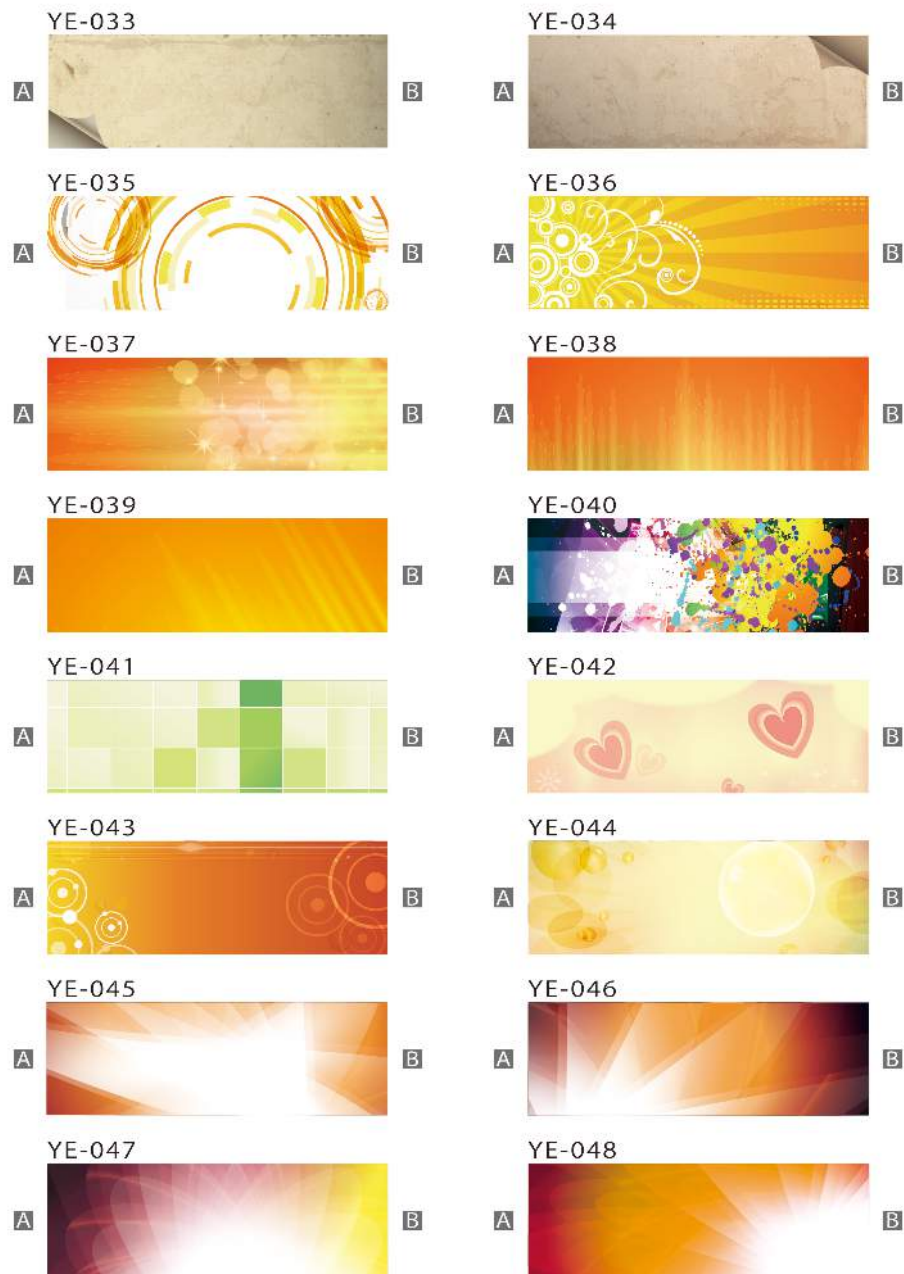 YE-033
A B
YE-034
A B
YE-035
A B
YE-036
A B
YE-037
A B
YE-038
A B
YE-039
A B
YE-040
A B
YE-041
A B
YE-042
A B
YE-043
A B
YE-044
A B
YE-045
A B
YE-046
A B
YE-047
A B
YE-048
A B